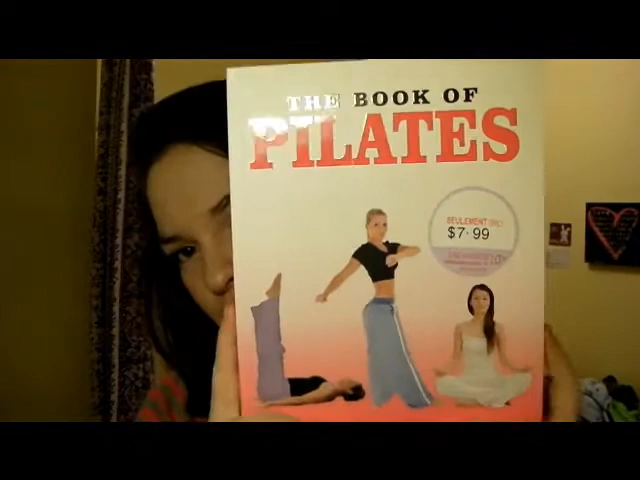 THE BOOK OF
PILATES
SEULEMENT
$7.99